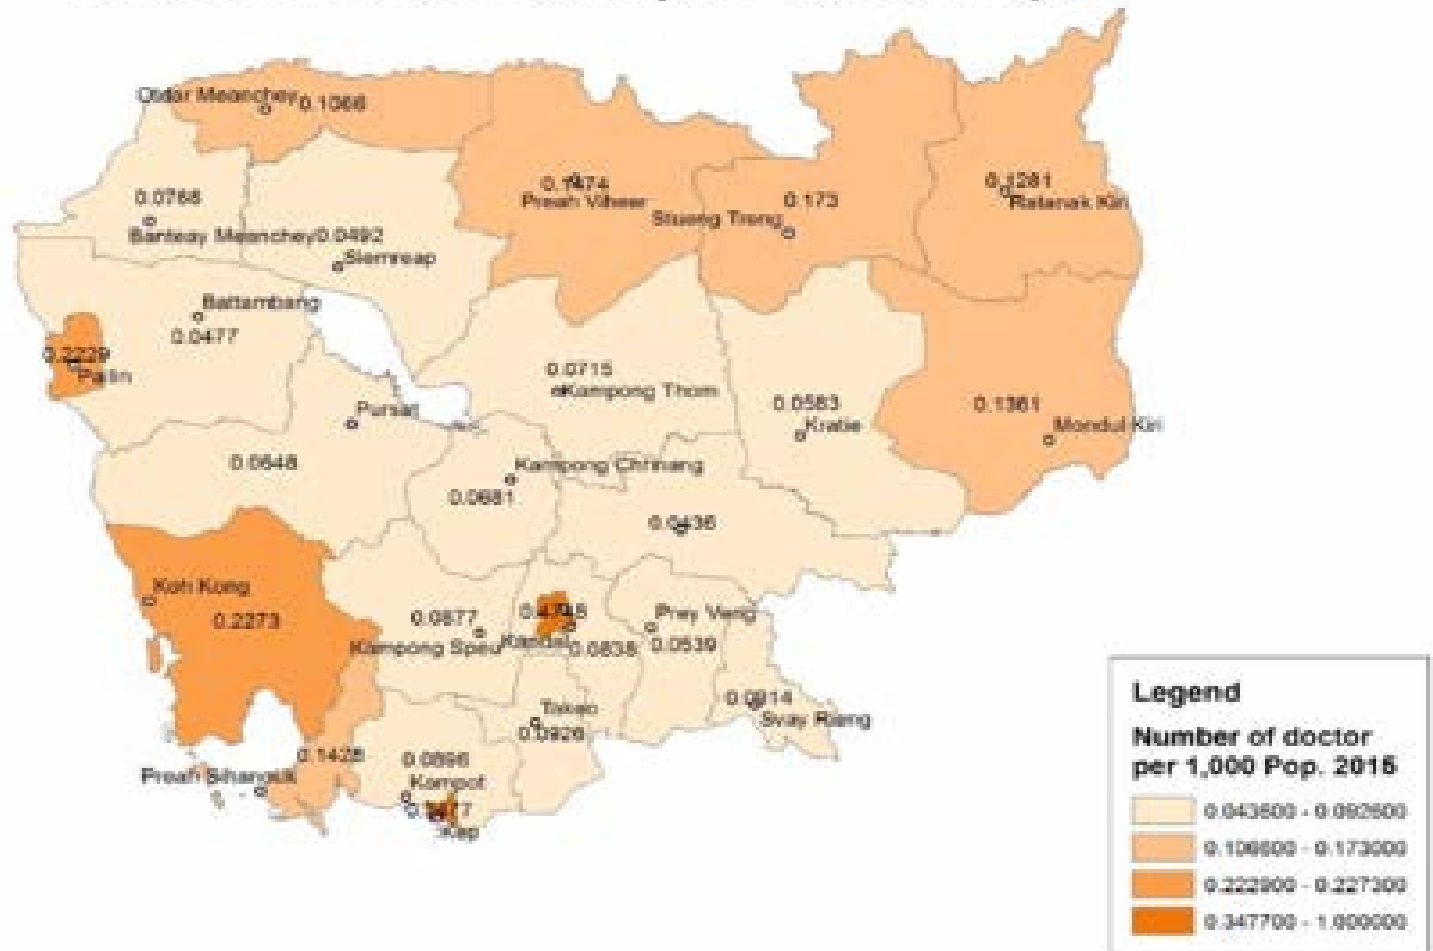 Otdar Meanchey 0.1066
0.0768
Banteay Meanchey
0.0492
Siemreap
Preah Viheer
Stueng Treng
0.173
0.1281
Ratanak Kiri
Battambang
0.0477
0.2229
Pailin
Pursat
0.0648
0.0715
Kampong Thom
0.0583
Kratie
0.1361
Mondul Kiri
Kampong Chhnang
0.0681
0.0436
Koh Kong
0.2273
0.0877
Kampong Speu
Kandal
0.0838
Prey Veng
0.0539
Svay Rieng
Takeo
0.0926
0.0896
Kampot
Kep
0.1428
Preah Sihanouk
Legend
Number of doctor
per 1,000 Pop. 2015
0.043600 - 0.092600
0.106600 - 0.173000
0.222900 - 0.227300
0.347700 - 1.000000